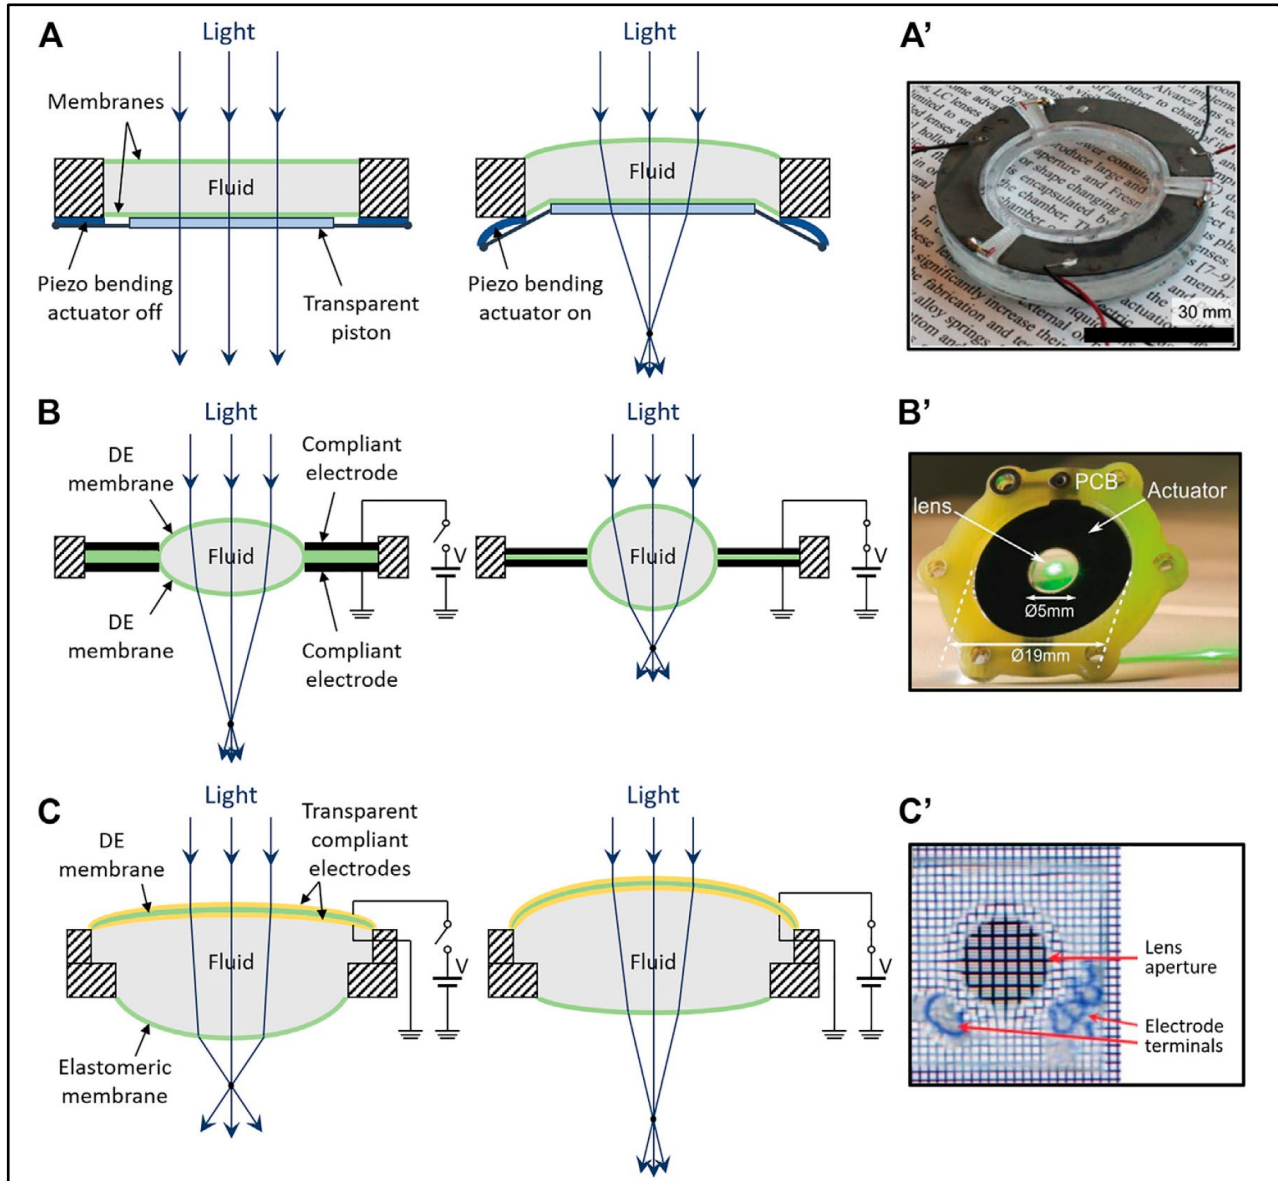 A
Light
Light
A'
Membranes
Fluid
Fluid
Piezo bending
actuator off
Transparent
piston
Piezo bending
actuator on
30 mm
B
Light
Light
B'
DE
membrane
Compliant
electrode
Fluid
V
Fluid
V
DE
membrane
Compliant
electrode
PCB
Actuator
lens
Ø5mm
Ø19mm
C
Light
Light
C'
DE
membrane
Transparent
compliant
electrodes
Fluid
V
Fluid
V
Elastomeric
membrane
Lens
aperture
Electrode
terminals